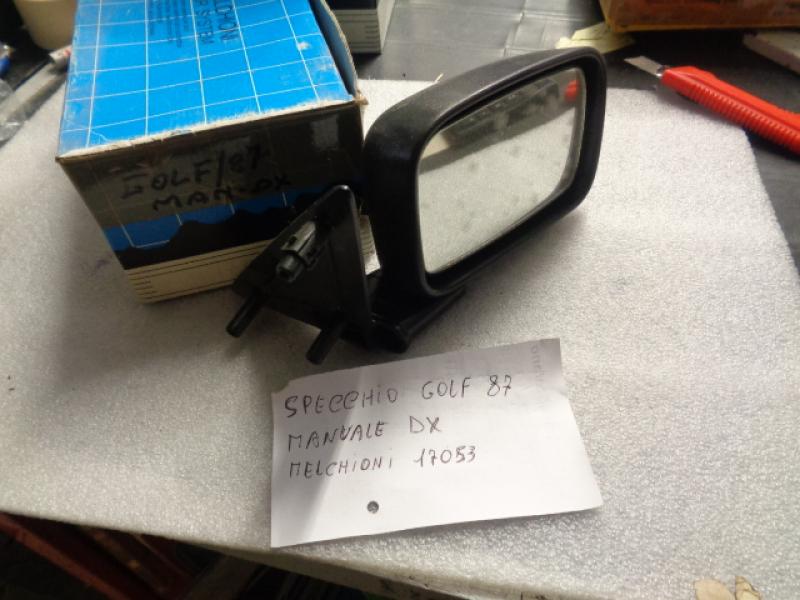 GOLF/87
MAN. DX
SPECCHIO GOLF 87
MANUALE DX
MELCHIONI 17053